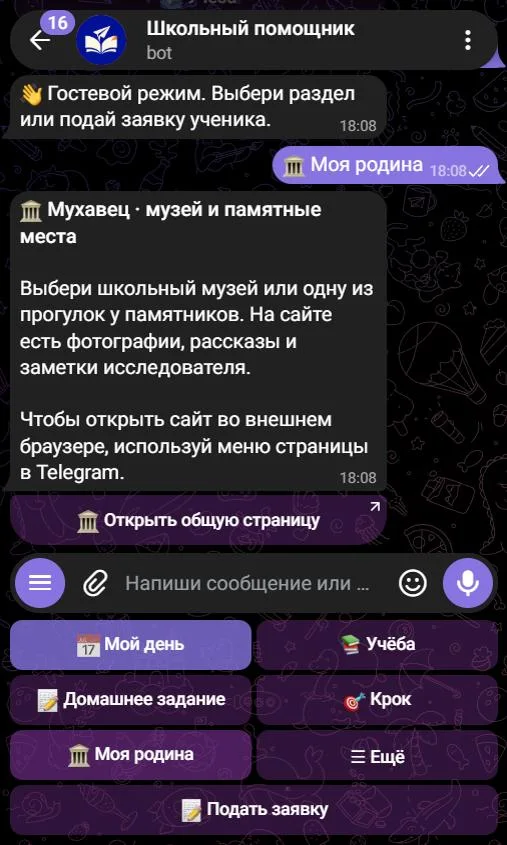 16
Школьный помощник
bot
👋 Гостевой режим. Выбери раздел
или подай заявку ученика.
18:08
🏛 Моя родина 18:08
🏛 Мухавец · музей и памятные
места
Выбери школьный музей или одну из
прогулок у памятников. На сайте
есть фотографии, рассказы и
заметки исследователя.
Чтобы открыть сайт во внешнем
браузере, используй меню страницы
в Telegram.
18:08
🏛 Открыть общую страницу
Напиши сообщение или ...
📅 Мой день
📚 Учёба
📝 Домашнее задание
🎯 Крок
🏛 Моя родина
☰ Ещё
📝 Подать заявку